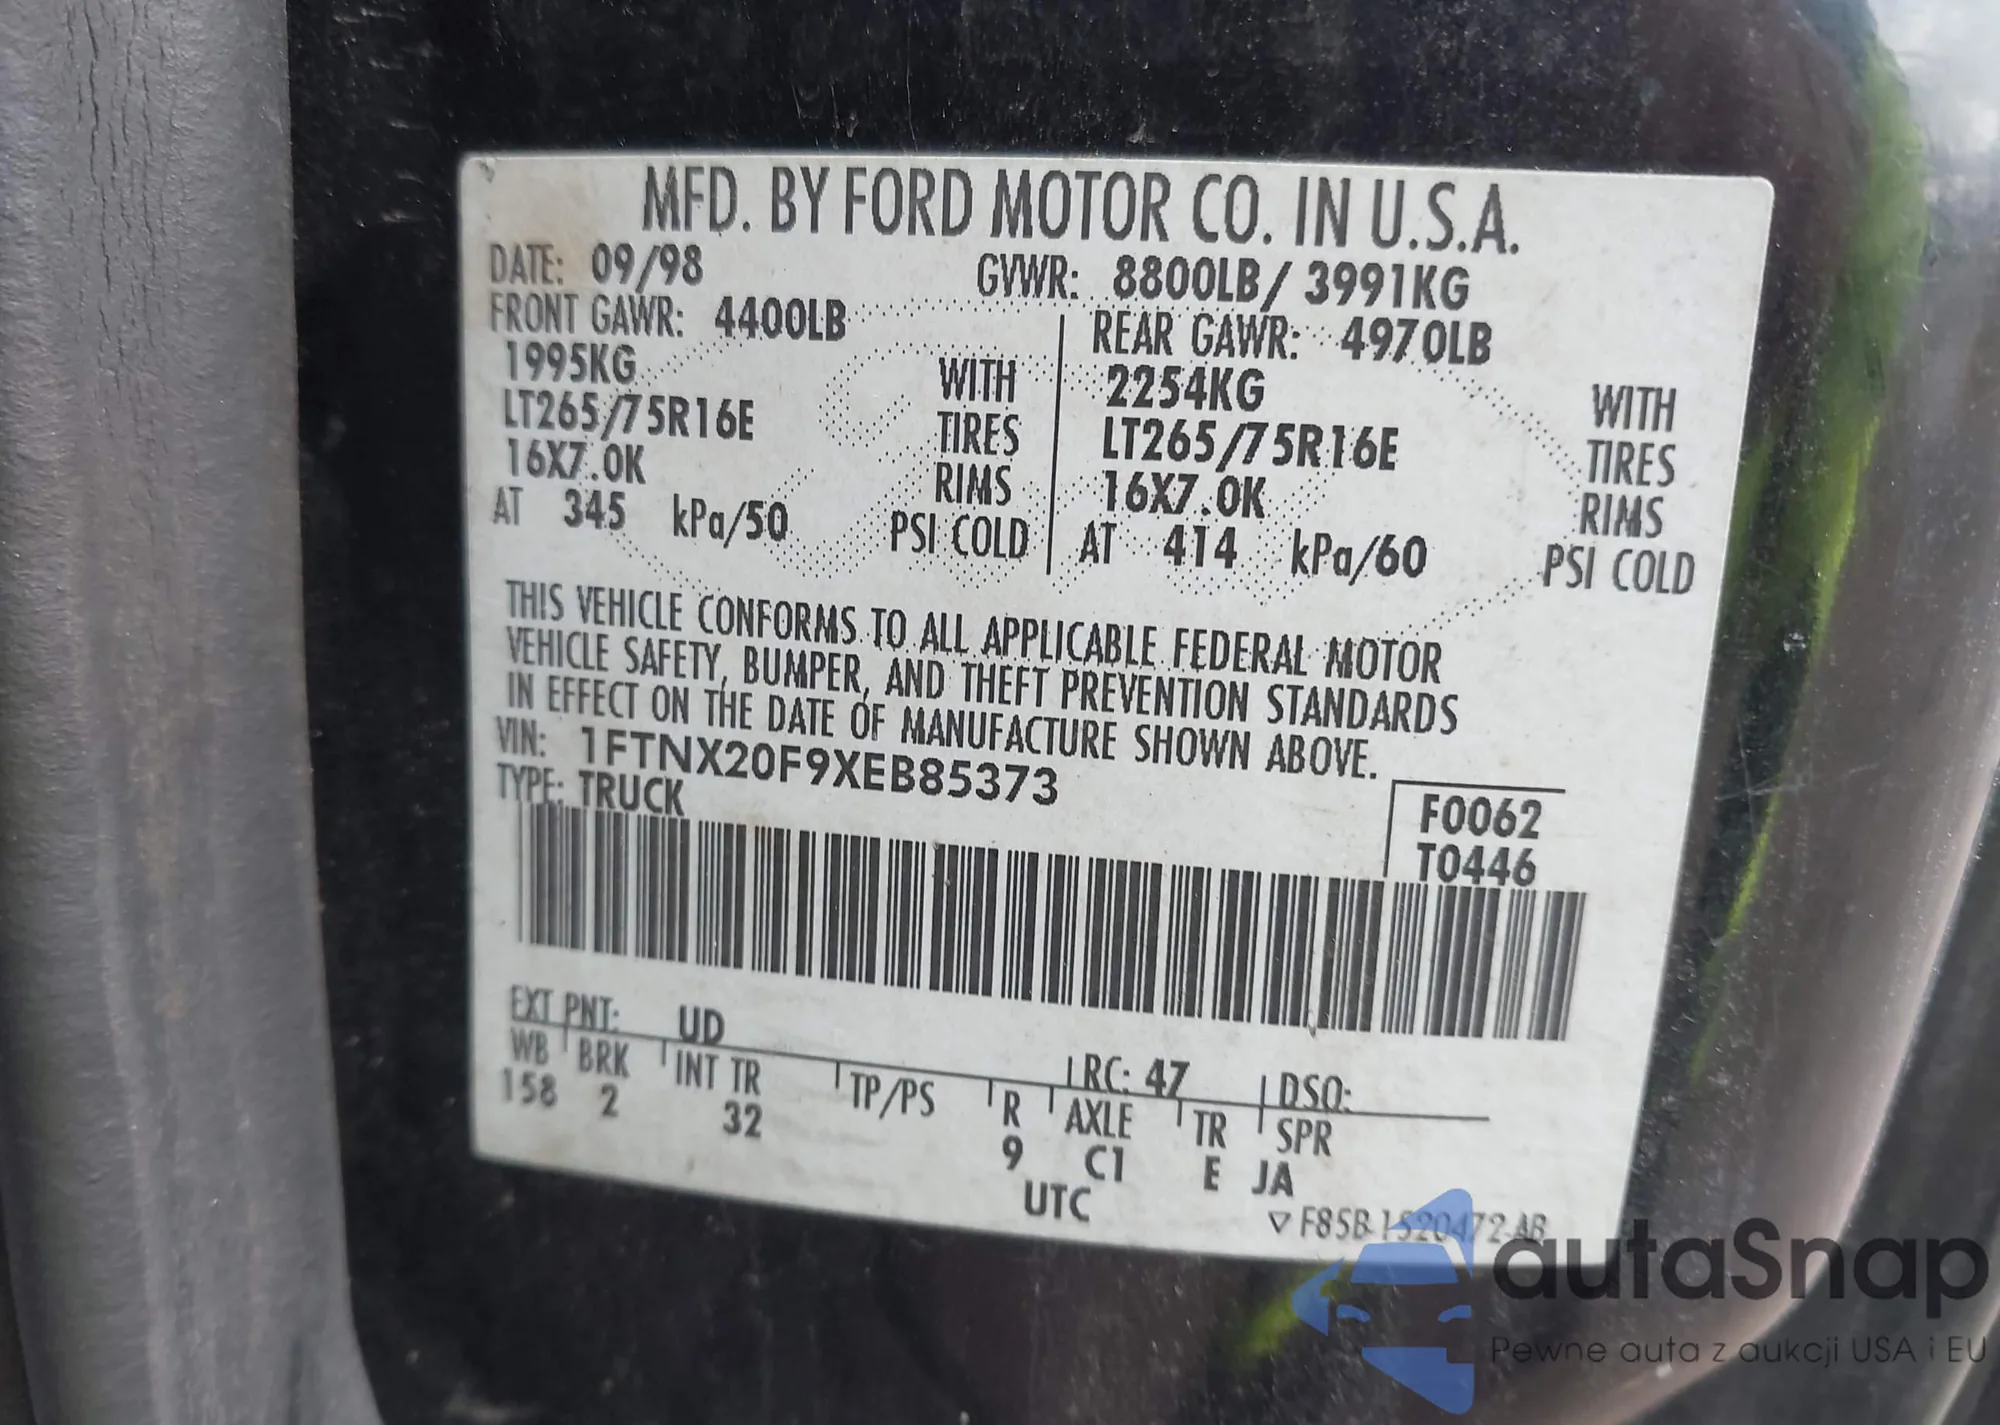 MFD. BY FORD MOTOR CO. IN U.S.A.
DATE: 09/98 GVWR: 8800LB/ 3991KG
FRONT GAWR: 4400LB REAR GAWR: 4970LB
1995KG WITH 2254KG WITH
LT265/75R16E TIRES LT265/75R16E TIRES
16X7.0K RIMS 16X7.0K RIMS
AT 345 kPa/50 PSI COLD AT 414 kPa/60 PSI COLD
THIS VEHICLE CONFORMS TO ALL APPLICABLE FEDERAL MOTOR
VEHICLE SAFETY, BUMPER, AND THEFT PREVENTION STANDARDS
IN EFFECT ON THE DATE OF MANUFACTURE SHOWN ABOVE.
VIN: 1FTNX20F9XEB85373
TYPE: TRUCK
F0062
T0446
EXT PNT: UD RC: 47 DSO:
WB BRK INT TR TP/PS R AXLE TR SPR
158 2 32 9 C1 E JA
UTC
▽ F85B-1520472-AB
autaSnap
Pewne auta z aukcji USA i EU